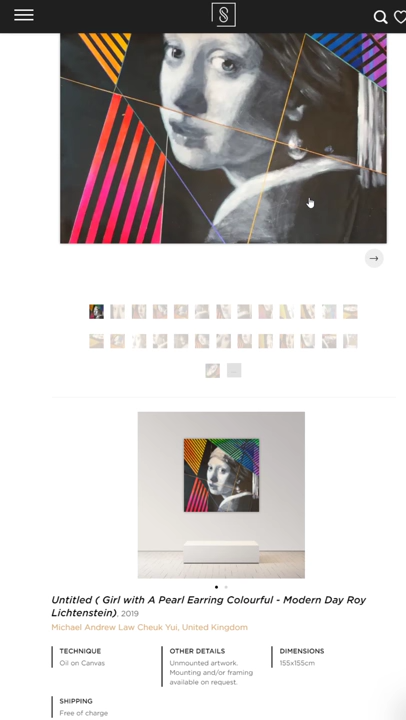 S
→
Untitled ( Girl with A Pearl Earring Colourful - Modern Day Roy
Lichtenstein), 2019
Michael Andrew Law Cheuk Yui, United Kingdom
TECHNIQUE
Oil on Canvas
OTHER DETAILS
Unmounted artwork.
Mounting and/or framing
available on request.
DIMENSIONS
155x155cm
SHIPPING
Free of charge